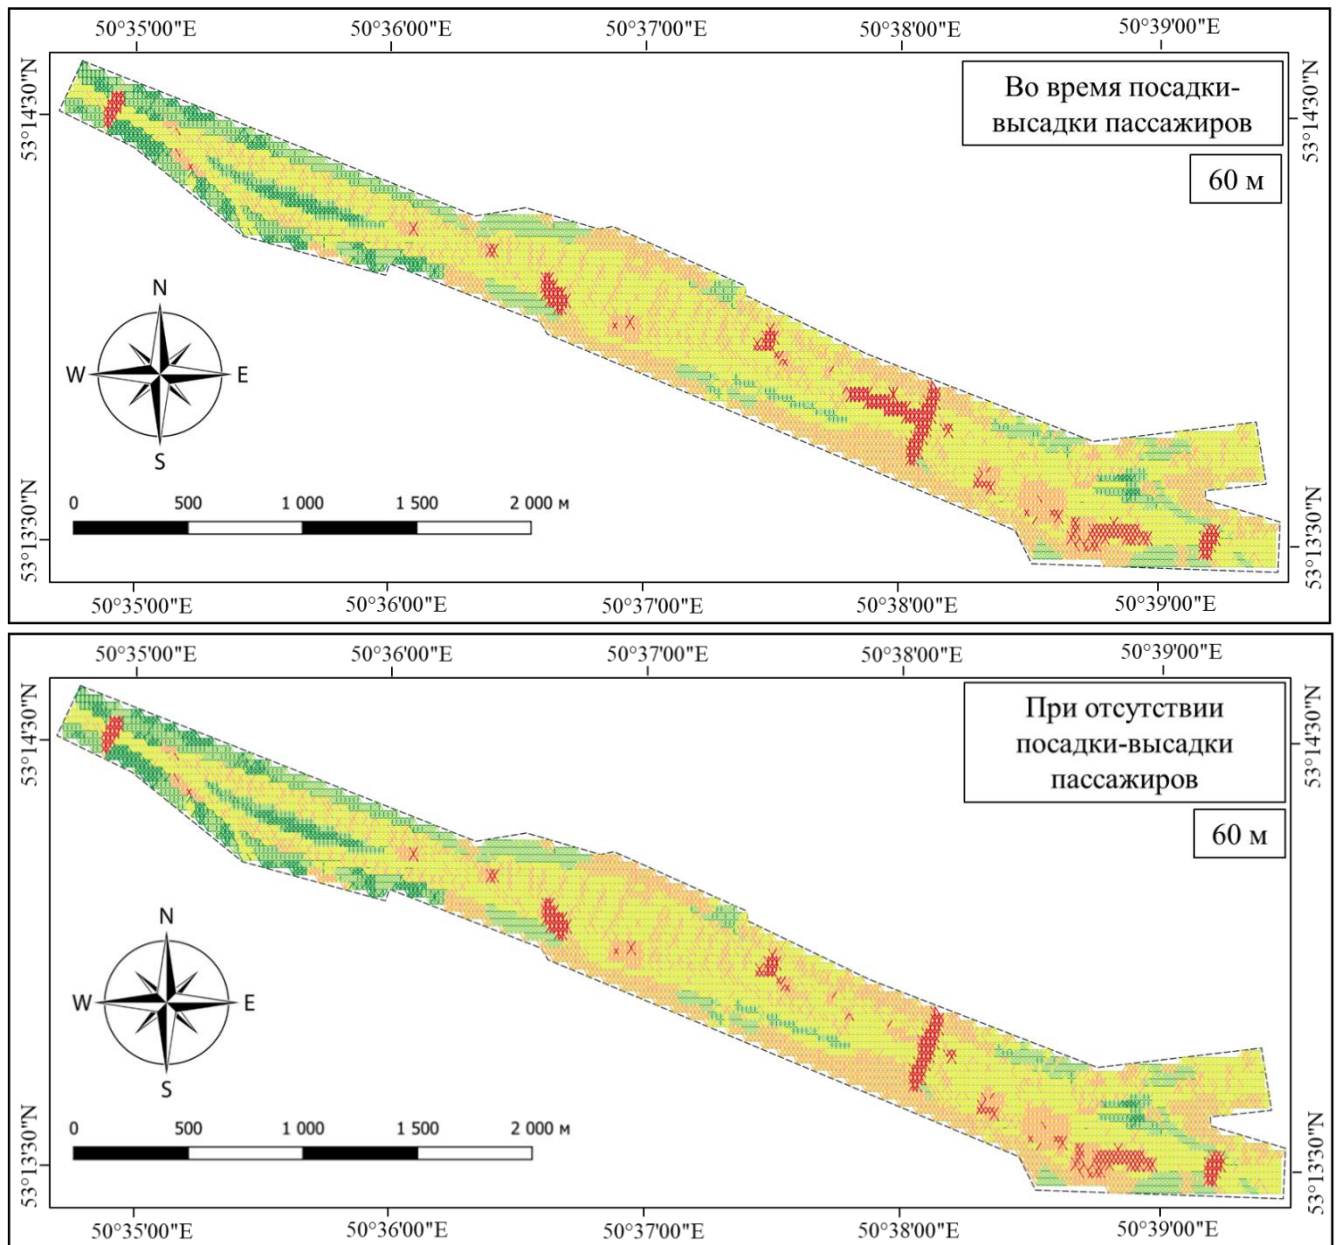 50°35'00"E 50°36'00"E 50°37'00"E 50°38'00"E 50°39'00"E
53°14'30"N
53°14'30"N
Во время посадки-
высадки пассажиров
60 м
N
W E
S
0 500 1 000 1 500 2 000 м
53°13'30"N
53°13'30"N
50°35'00"E 50°36'00"E 50°37'00"E 50°38'00"E 50°39'00"E
50°35'00"E 50°36'00"E 50°37'00"E 50°38'00"E 50°39'00"E
53°14'30"N
53°14'30"N
При отсутствии
посадки-высадки
пассажиров
60 м
N
W E
S
0 500 1 000 1 500 2 000 м
53°13'30"N
53°13'30"N
50°35'00"E 50°36'00"E 50°37'00"E 50°38'00"E 50°39'00"E